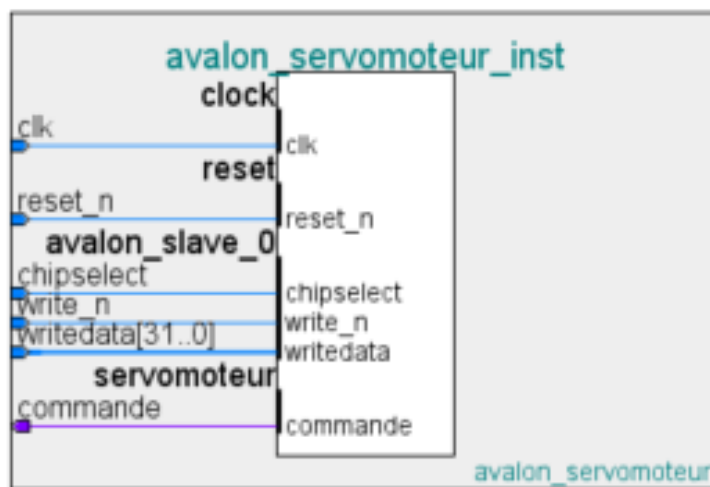 avalon_servomoteur_inst
clock
clk
clk
reset
reset_n
reset_n
avalon_slave_0
chipselect
chipselect
write_n
write_n
writedata[31..0]
writedata
servomoteur
commande
commande
avalon_servomoteur